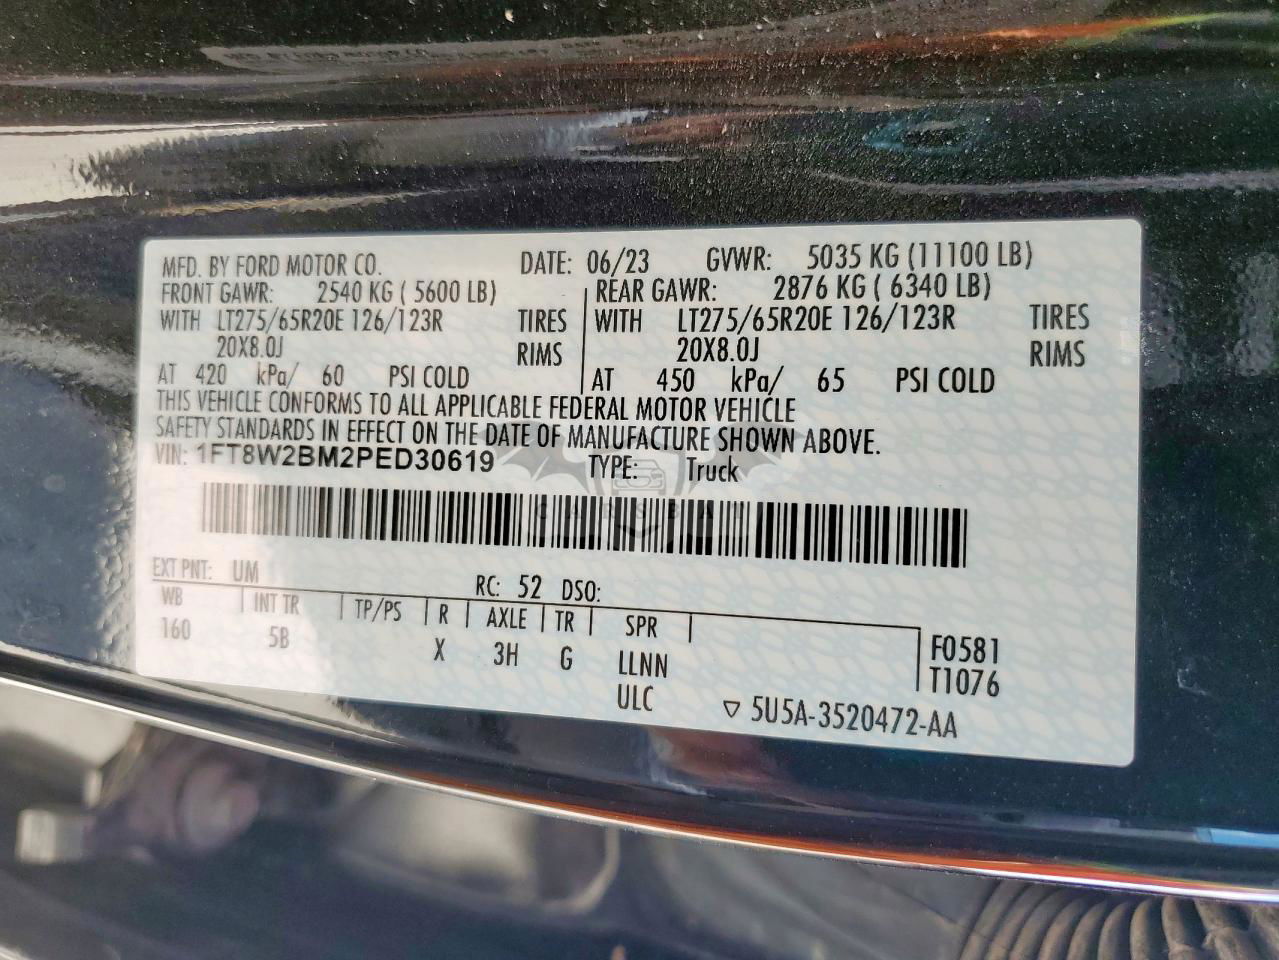 MFD. BY FORD MOTOR CO. DATE: 06/23 GVWR: 5035 KG (11100 LB)
FRONT GAWR: 2540 KG ( 5600 LB) REAR GAWR: 2876 KG ( 6340 LB)
WITH LT275/65R20E 126/123R TIRES WITH LT275/65R20E 126/123R TIRES
20X8.0J RIMS 20X8.0J RIMS
AT 420 kPa/ 60 PSI COLD AT 450 kPa/ 65 PSI COLD
THIS VEHICLE CONFORMS TO ALL APPLICABLE FEDERAL MOTOR VEHICLE
SAFETY STANDARDS IN EFFECT ON THE DATE OF MANUFACTURE SHOWN ABOVE.
VIN: 1FT8W2BM2PED30619 TYPE: Truck
CARSBAT
EXT PNT: UM RC: 52 DSO:
WB INT TR TP/PS R AXLE TR SPR
160 5B X 3H G LLNN F0581
ULC T1076
▽ 5U5A-3520472-AA